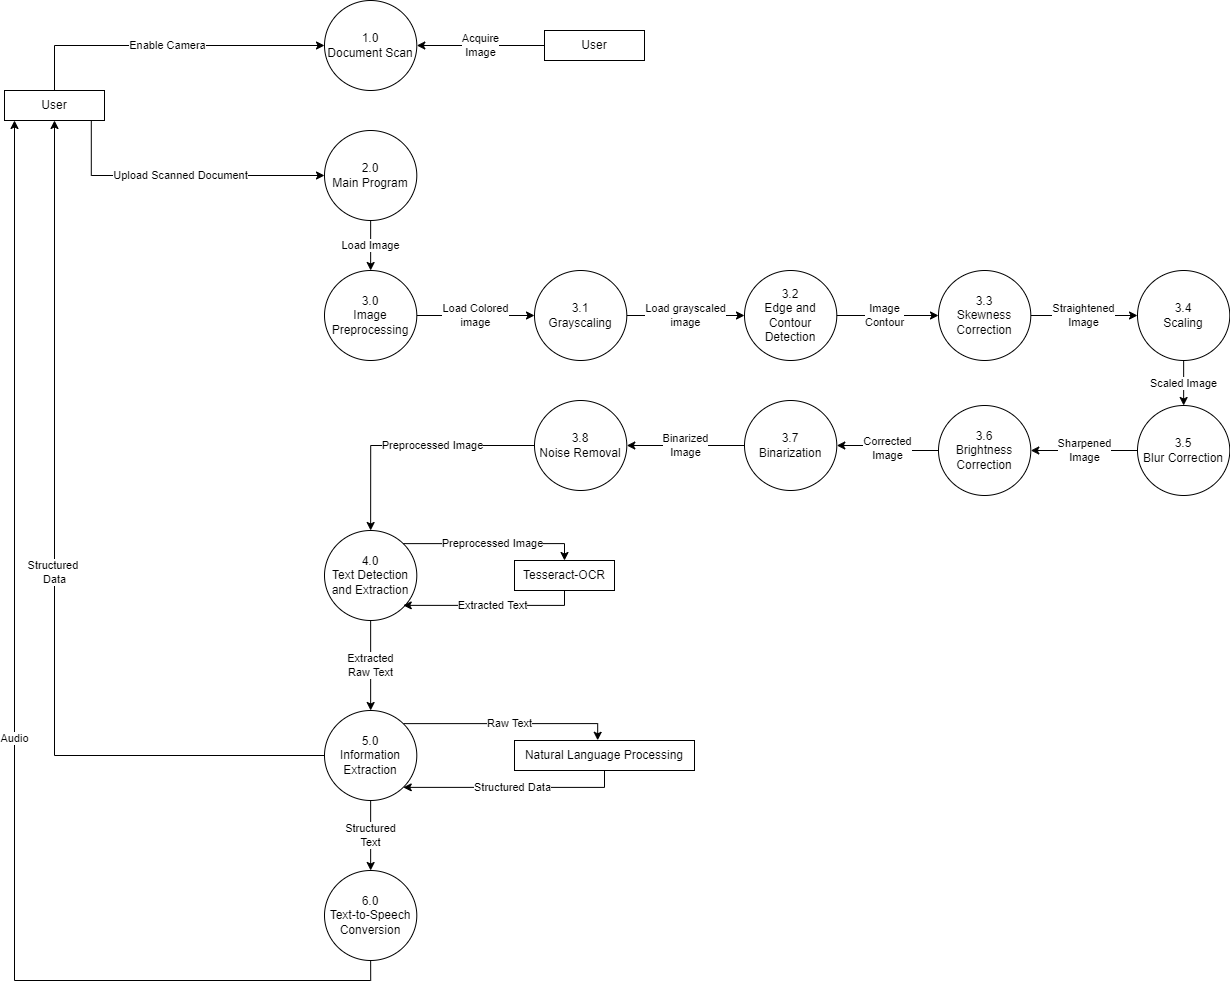 1.0
Document Scan
Enable Camera
Acquire
Image
User
User
Upload Scanned Document
2.0
Main Program
Load Image
3.0
Image
Preprocessing
Load Colored
image
3.1
Grayscaling
Load grayscaled
image
3.2
Edge and
Contour
Detection
Image
Contour
3.3
Skewness
Correction
Straightened
Image
3.4
Scaling
Scaled Image
3.5
Blur Correction
Sharpened
Image
3.6
Brightness
Correction
Corrected
Image
3.7
Binarization
Binarized
Image
3.8
Noise Removal
Preprocessed Image
4.0
Text Detection
and Extraction
Preprocessed Image
Tesseract-OCR
Extracted Text
Structured
Data
Extracted
Raw Text
5.0
Information
Extraction
Raw Text
Natural Language Processing
Structured Data
Audio
Structured
Text
6.0
Text-to-Speech
Conversion